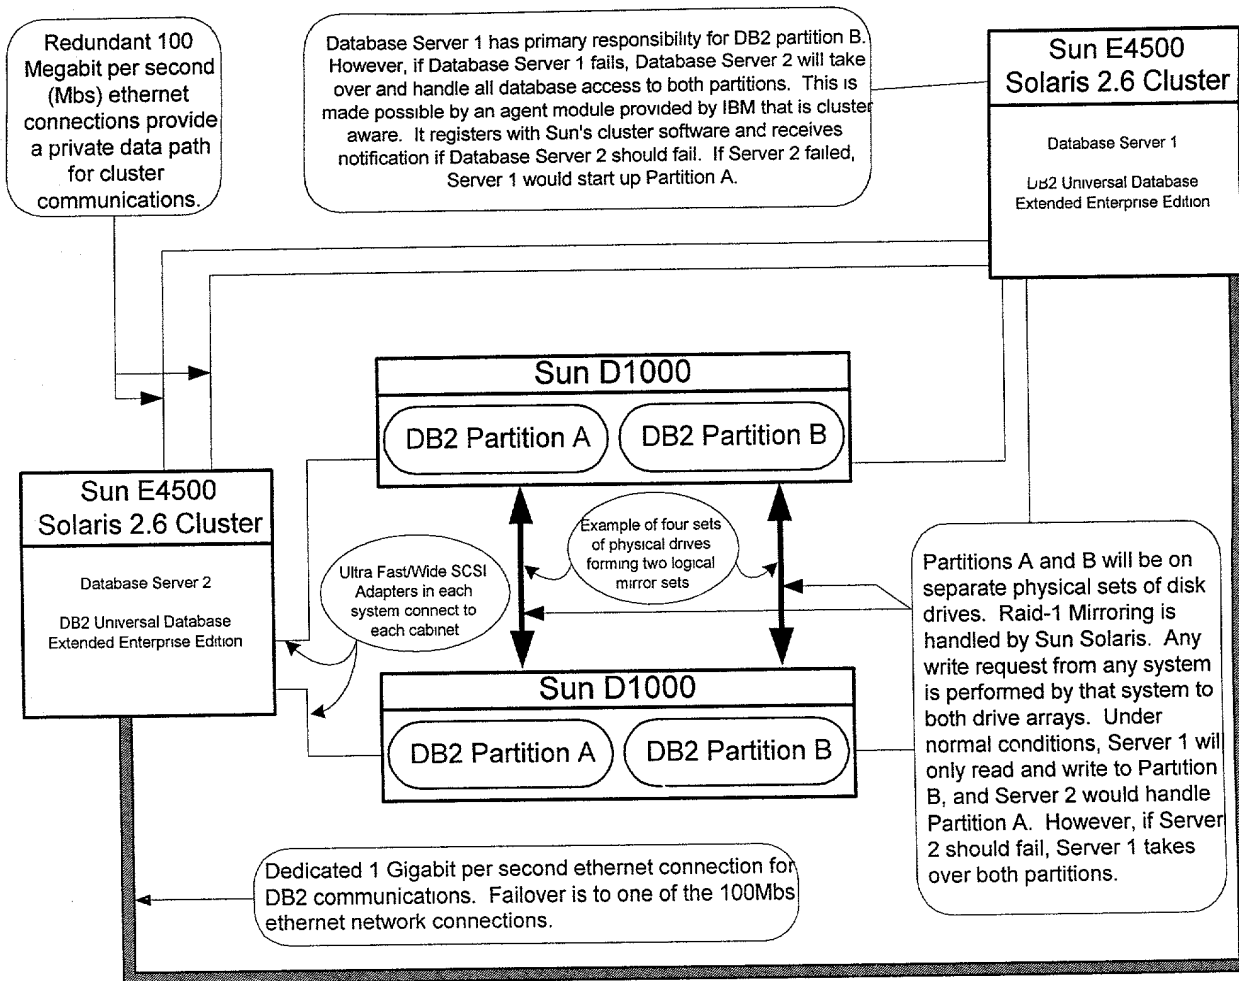 Redundant 100
Megabit per second
(Mbs) ethernet
connections provide
a private data path
for cluster
communications.
Database Server 1 has primary responsibility for DB2 partition B.
However, if Database Server 1 fails, Database Server 2 will take
over and handle all database access to both partitions. This is
made possible by an agent module provided by IBM that is cluster
aware. It registers with Sun's cluster software and receives
notification if Database Server 2 should fail. If Server 2 failed,
Server 1 would start up Partition A.
Sun E4500
Solaris 2.6 Cluster
Database Server 1
DB2 Universal Database
Extended Enterprise Edition
Sun D1000
DB2 Partition A
DB2 Partition B
Sun E4500
Solaris 2.6 Cluster
Database Server 2
DB2 Universal Database
Extended Enterprise Edition
Ultra Fast/Wide SCSI
Adapters in each
system connect to
each cabinet
Example of four sets
of physical drives
forming two logical
mirror sets
Sun D1000
DB2 Partition A
DB2 Partition B
Partitions A and B will be on
separate physical sets of disk
drives. Raid-1 Mirroring is
handled by Sun Solaris. Any
write request from any system
is performed by that system to
both drive arrays. Under
normal conditions, Server 1 will
only read and write to Partition
B, and Server 2 would handle
Partition A. However, if Server
2 should fail, Server 1 takes
over both partitions.
Dedicated 1 Gigabit per second ethernet connection for
DB2 communications. Failover is to one of the 100Mbs
ethernet network connections.